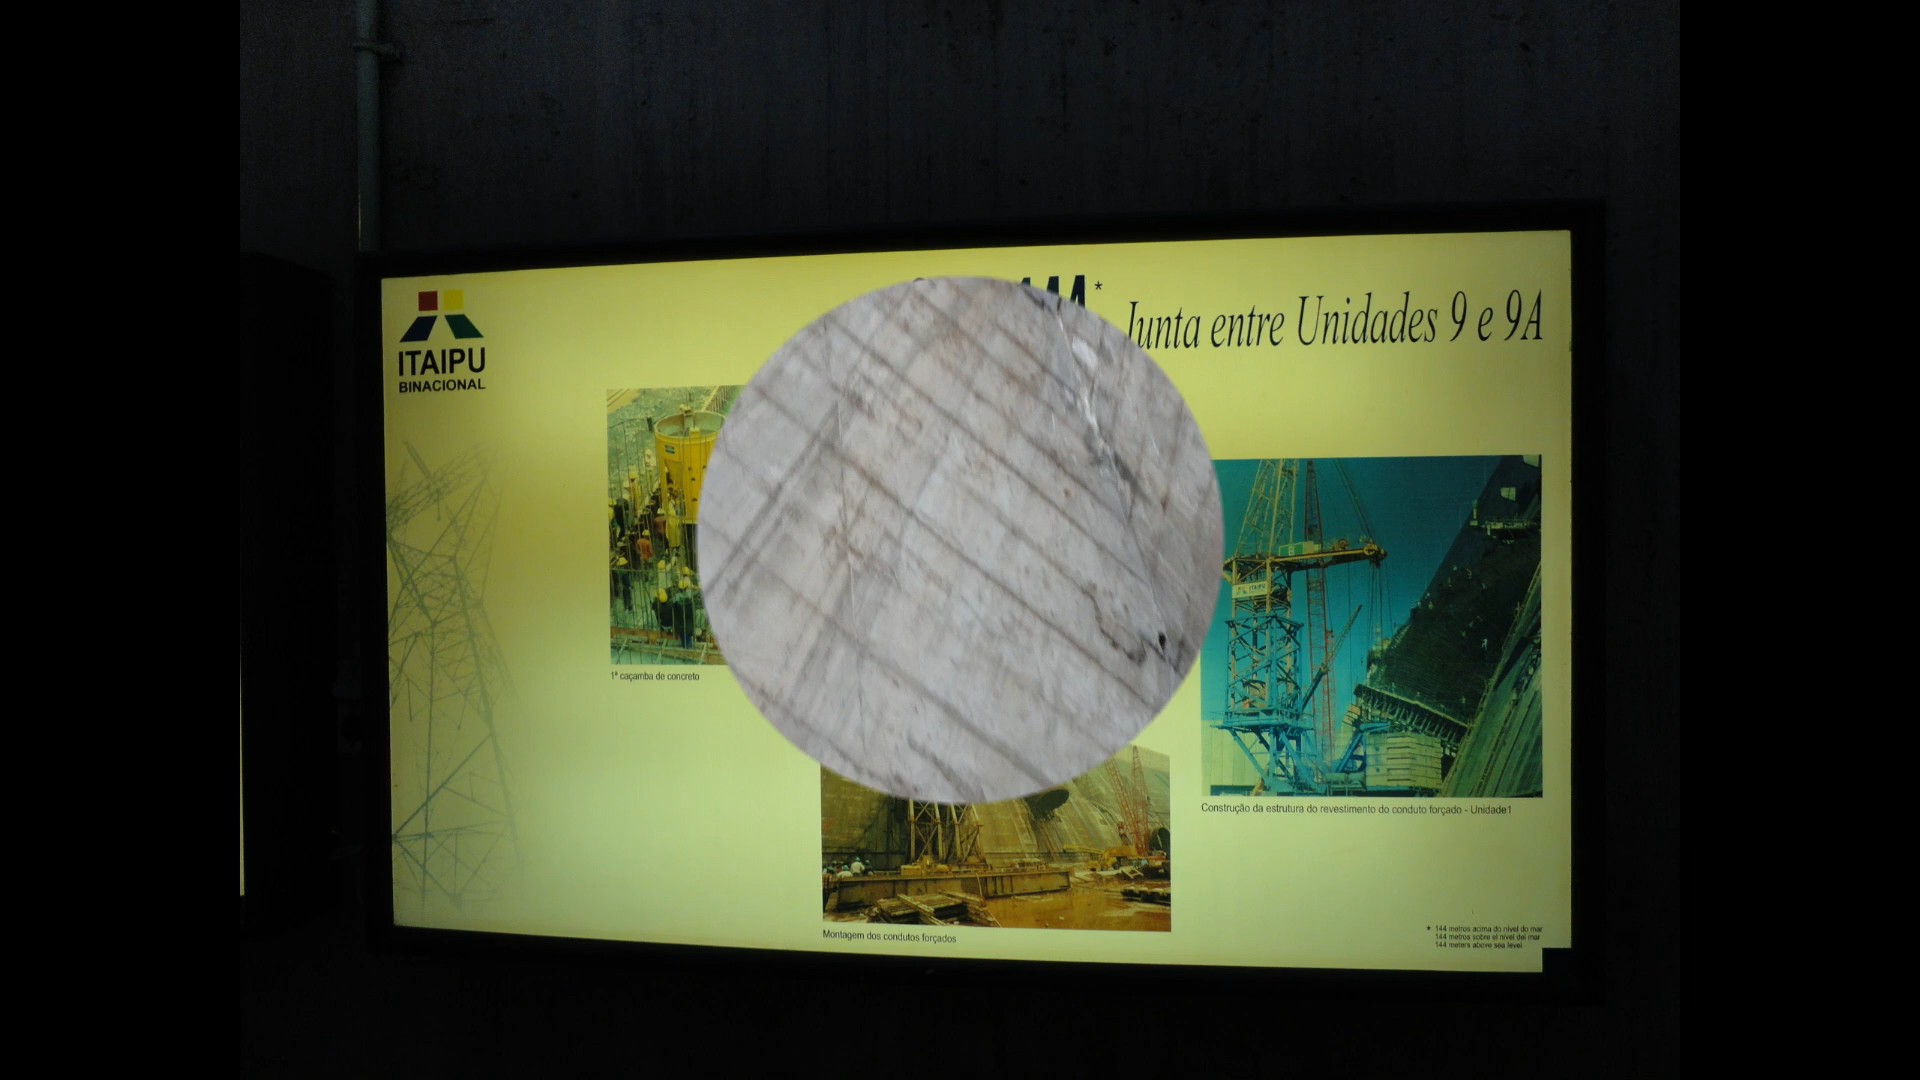 ITAIPU
BINACIONAL
Junta entre Unidades 9 e 9A
1ª caçamba de concreto
Construção da estrutura do revestimento do conduto forçado - Unidade1
Montagem dos condutos forçados
* 144 metros acima do nível do mar
144 metros sobre el nivel del mar
144 meters above sea level